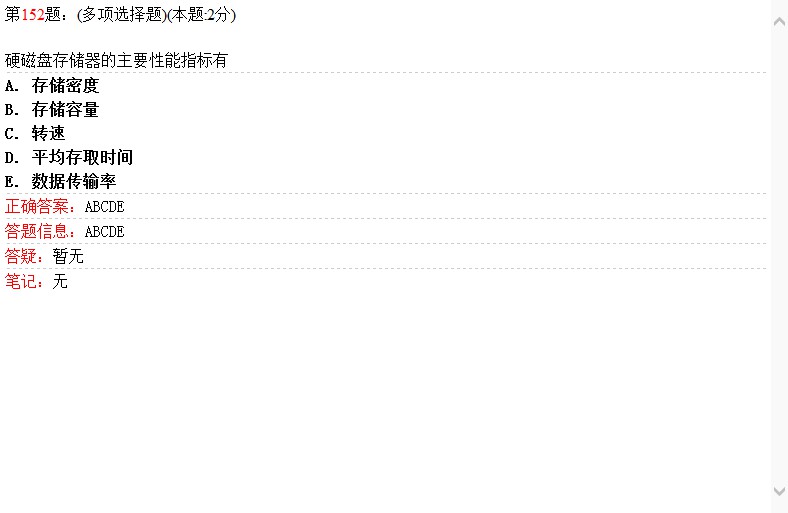 第152题：(多项选择题)(本题:2分)
硬磁盘存储器的主要性能指标有
A. 存储密度
B. 存储容量
C. 转速
D. 平均存取时间
E. 数据传输率
正确答案：ABCDE
答题信息：ABCDE
答疑：暂无
笔记：无